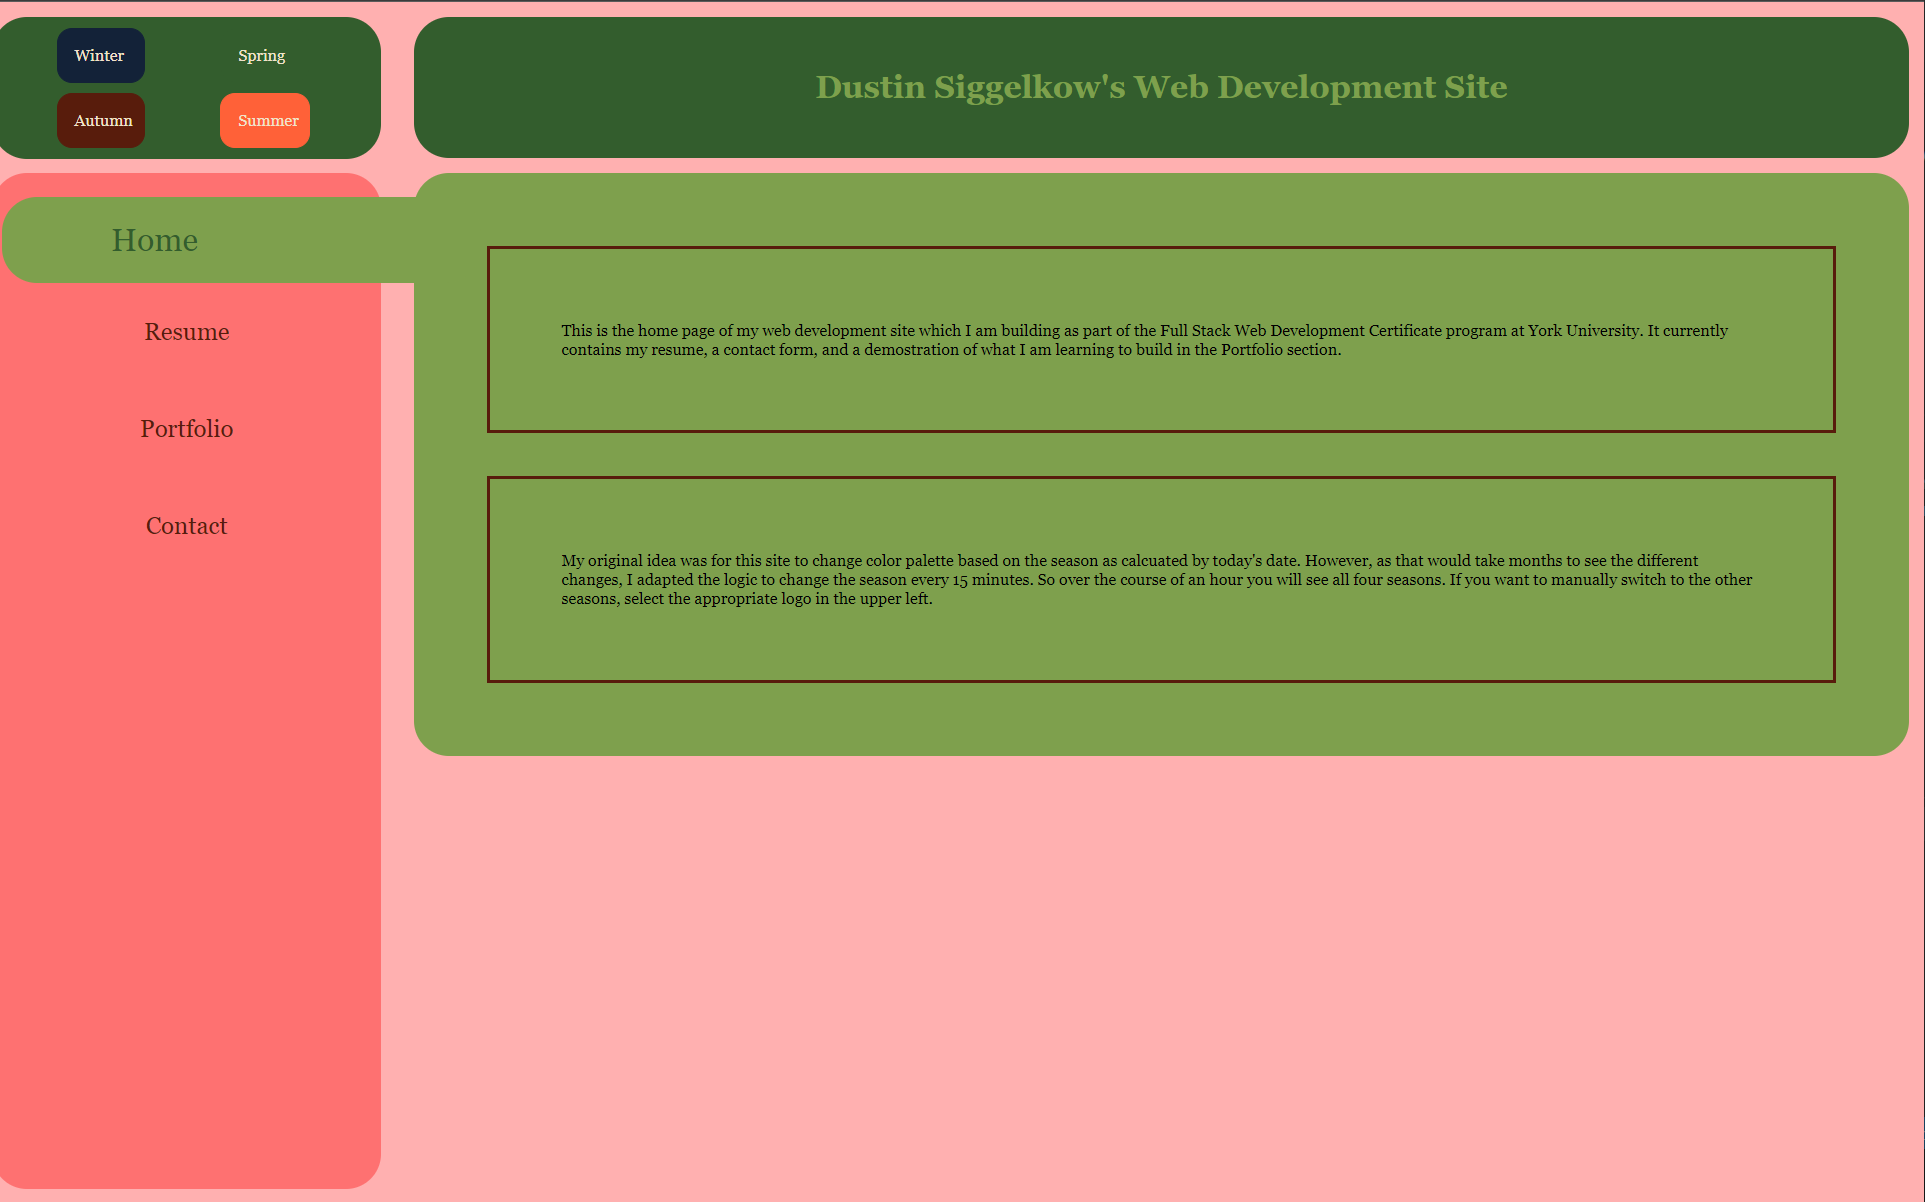 Winter
Spring
Autumn
Summer
Dustin Siggelkow's Web Development Site
Home
Resume
Portfolio
Contact
This is the home page of my web development site which I am building as part of the Full Stack Web Development Certificate program at York University. It currently
contains my resume, a contact form, and a demostration of what I am learning to build in the Portfolio section.
My original idea was for this site to change color palette based on the season as calcuated by today's date. However, as that would take months to see the different
changes, I adapted the logic to change the season every 15 minutes. So over the course of an hour you will see all four seasons. If you want to manually switch to the other
seasons, select the appropriate logo in the upper left.